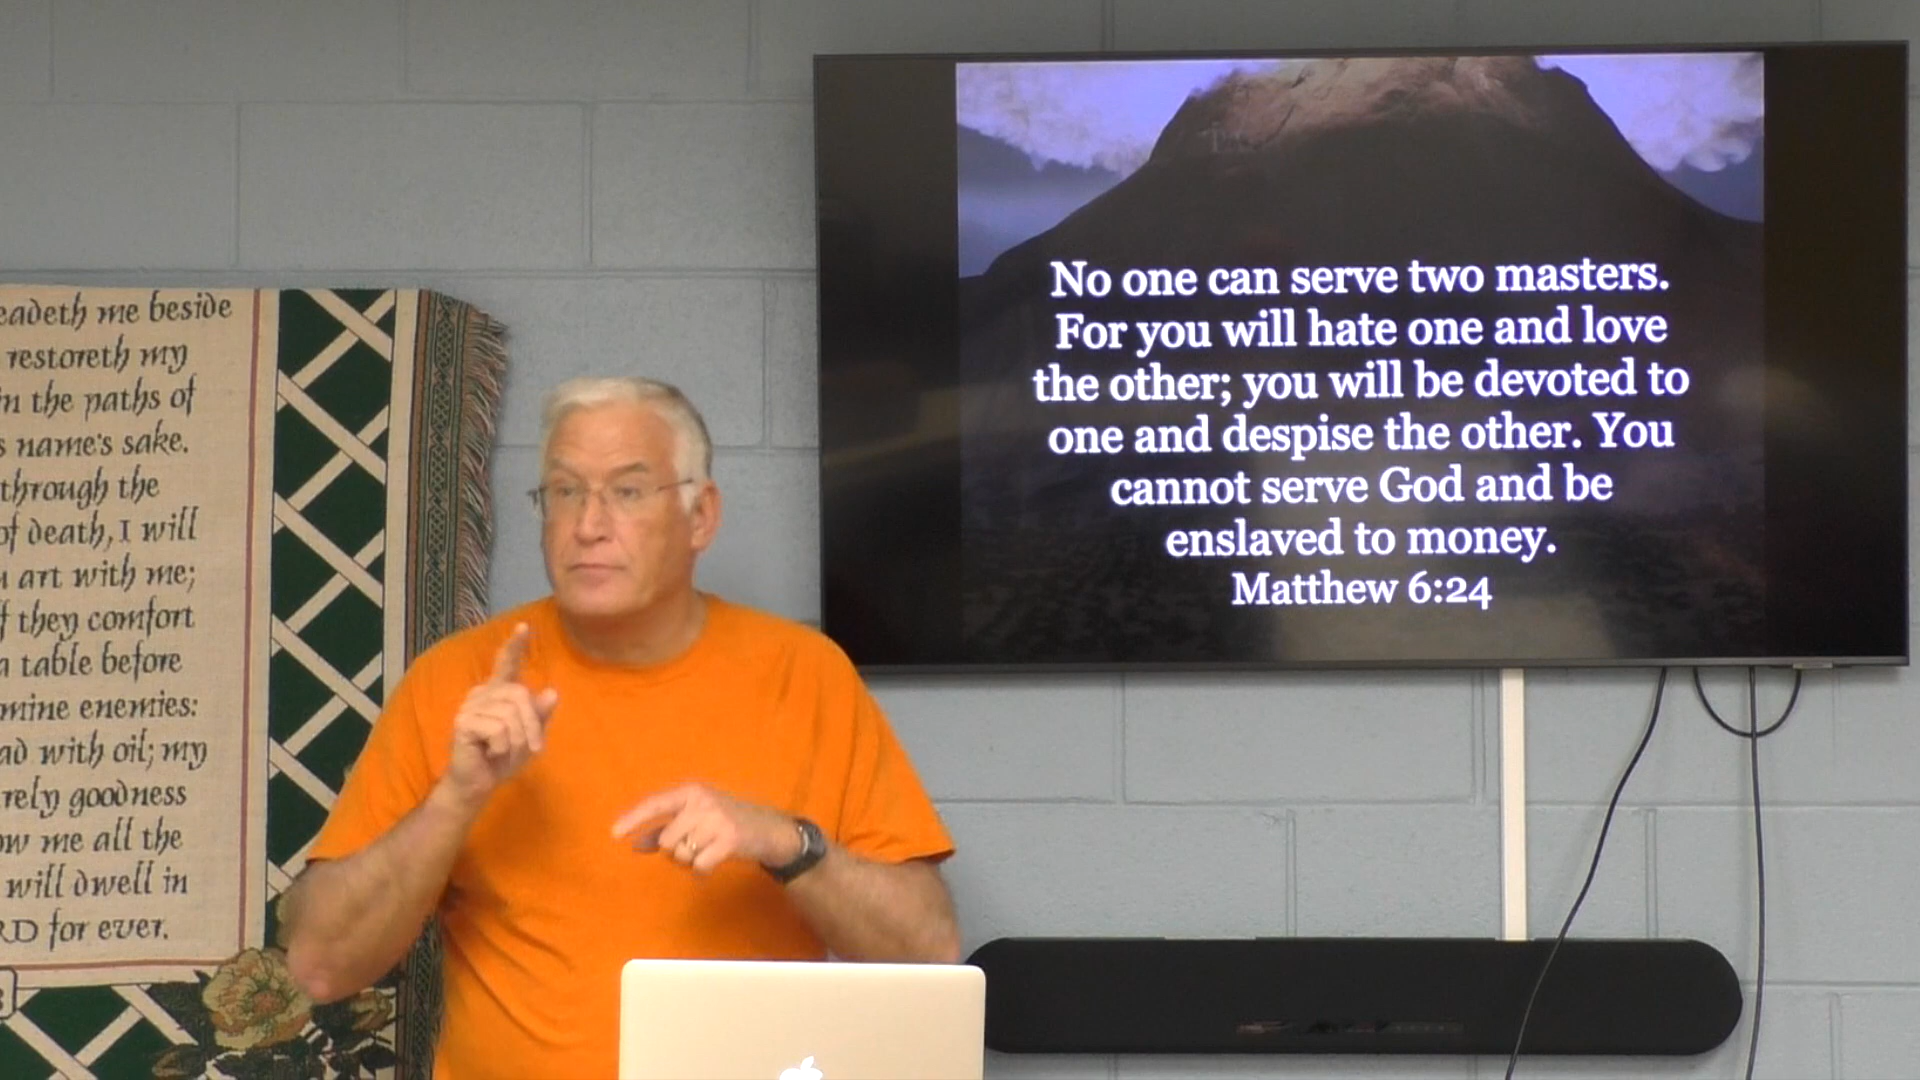 eadeth me beside
restoreth my
in the paths of
s name's sake.
through the
of death, I will
art with me;
they comfort
a table before
mine enemies:
ad with oil; my
rely goodness
ow me all the
will dwell in
RD for ever.
No one can serve two masters.
For you will hate one and love
the other; you will be devoted to
one and despise the other. You
cannot serve God and be
enslaved to money.
Matthew 6:24